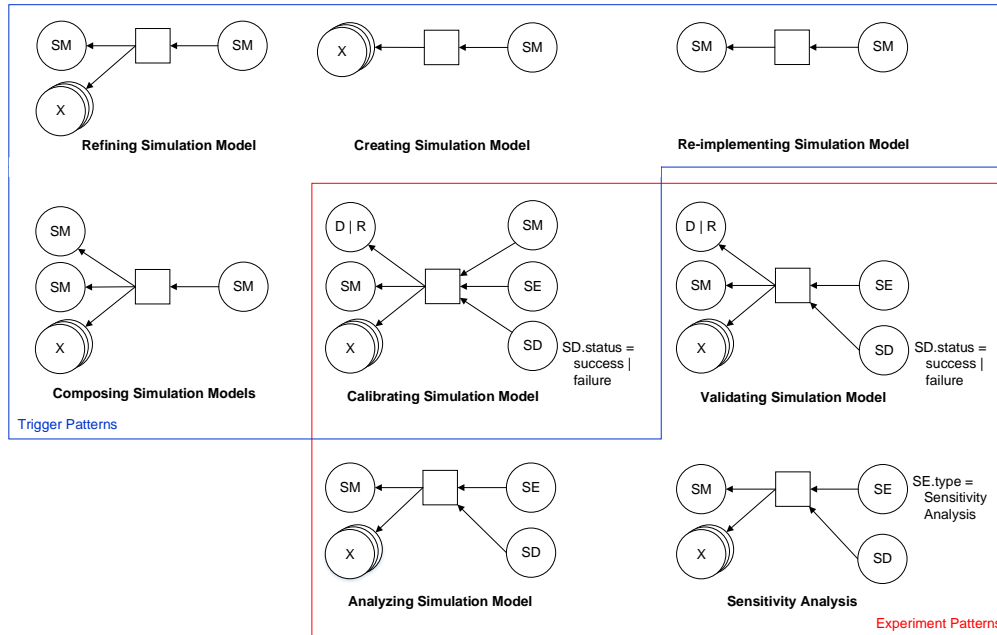 SM
SM
X
Refining Simulation Model
X
SM
Creating Simulation Model
SM
SM
Re-implementing Simulation Model
SM
SM
X
SM
Composing Simulation Models
Trigger Patterns
D | R
SM
X
SM
SE
SD
SD.status =
success |
failure
Calibrating Simulation Model
D | R
SM
X
SE
SD
SD.status =
success |
failure
Validating Simulation Model
SM
X
SE
SD
Analyzing Simulation Model
SM
X
SE
SD
SE.type =
Sensitivity
Analysis
Sensitivity Analysis
Experiment Patterns